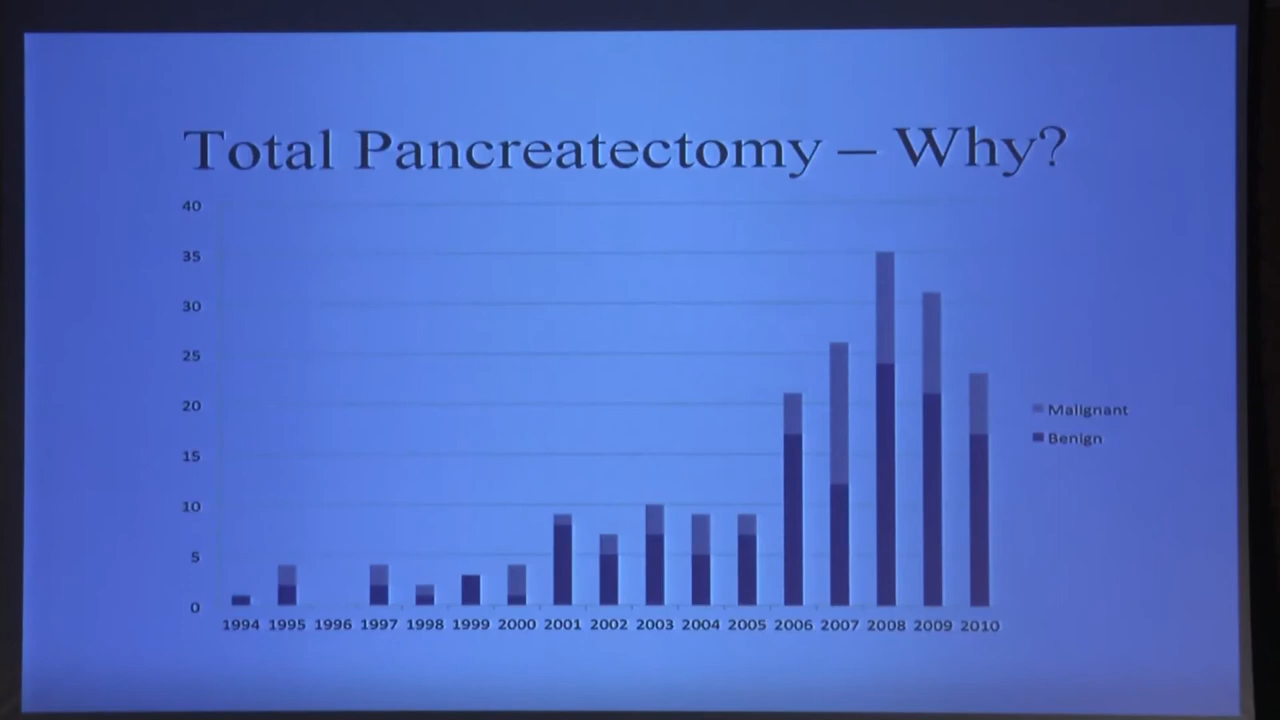 Total Pancreatectomy – Why?
40
35
30
25
20
15
10
5
0
1994 1995 1996 1997 1998 1999 2000 2001 2002 2003 2004 2005 2006 2007 2008 2009 2010
Malignant
Benign